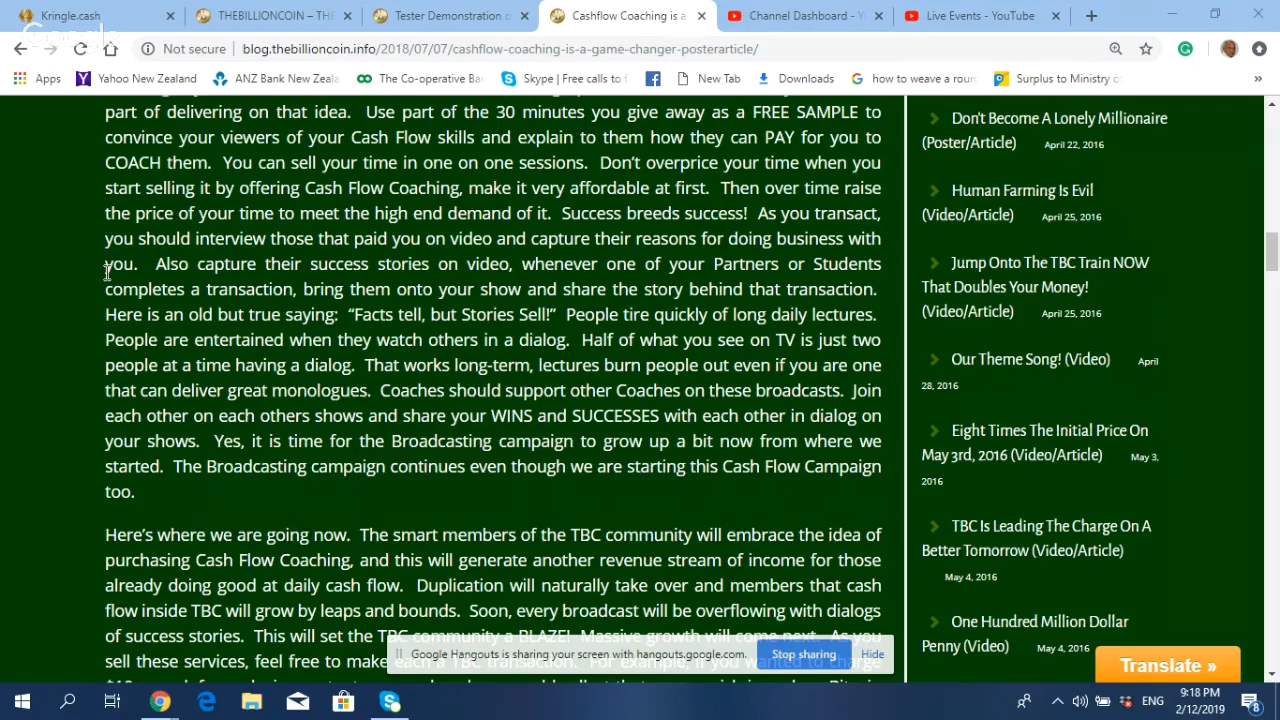 Kringle.cash
THEBILLIONCOIN – THE
Tester Demonstration o
Cashflow Coaching is a
Channel Dashboard - Y
Live Events - YouTube
Google
Not secure
blog.thebillioncoin.info/2018/07/07/cashflow-coaching-is-a-game-changer-posterarticle/
Apps
Yahoo New Zealand
ANZ Bank New Zeala
The Co-operative Ba
Skype | Free calls to f
New Tab
Downloads
how to weave a roun
Surplus to Ministry o
»
part of delivering on that idea. Use part of the 30 minutes you give away as a FREE SAMPLE to
convince your viewers of your Cash Flow skills and explain to them how they can PAY for you to
COACH them. You can sell your time in one on one sessions. Don't overprice your time when you
start selling it by offering Cash Flow Coaching, make it very affordable at first. Then over time raise
the price of your time to meet the high end demand of it. Success breeds success! As you transact,
you should interview those that paid you on video and capture their reasons for doing business with
you. Also capture their success stories on video, whenever one of your Partners or Students
completes a transaction, bring them onto your show and share the story behind that transaction.
Here is an old but true saying: “Facts tell, but Stories Sell!” People tire quickly of long daily lectures.
People are entertained when they watch others in a dialog. Half of what you see on TV is just two
people at a time having a dialog. That works long-term, lectures burn people out even if you are one
that can deliver great monologues. Coaches should support other Coaches on these broadcasts. Join
each other on each others shows and share your WINS and SUCCESSES with each other in dialog on
your shows. Yes, it is time for the Broadcasting campaign to grow up a bit now from where we
started. The Broadcasting campaign continues even though we are starting this Cash Flow Campaign
too.
Here's where we are going now. The smart members of the TBC community will embrace the idea of
purchasing Cash Flow Coaching, and this will generate another revenue stream of income for those
already doing good at daily cash flow. Duplication will naturally take over and members that cash
flow inside TBC will grow by leaps and bounds. Soon, every broadcast will be overflowing with dialogs
of success stories. This will set the TBC community a BLAZE! Massive growth will come next. As you
sell these services, feel free to make each a TBC transaction. For example, if you wanted to charge
Don't Become A Lonely Millionaire
(Poster/Article) April 22, 2016
Human Farming Is Evil
(Video/Article) April 25, 2016
Jump Onto The TBC Train NOW
That Doubles Your Money!
(Video/Article) April 25, 2016
Our Theme Song! (Video) April
28, 2016
Eight Times The Initial Price On
May 3rd, 2016 (Video/Article) May 3,
2016
TBC Is Leading The Charge On A
Better Tomorrow (Video/Article)
May 4, 2016
One Hundred Million Dollar
Penny (Video) May 4, 2016
Translate »
Google Hangouts is sharing your screen with hangouts.google.com.
Stop sharing
Hide
ENG
9:18 PM
2/12/2019
8